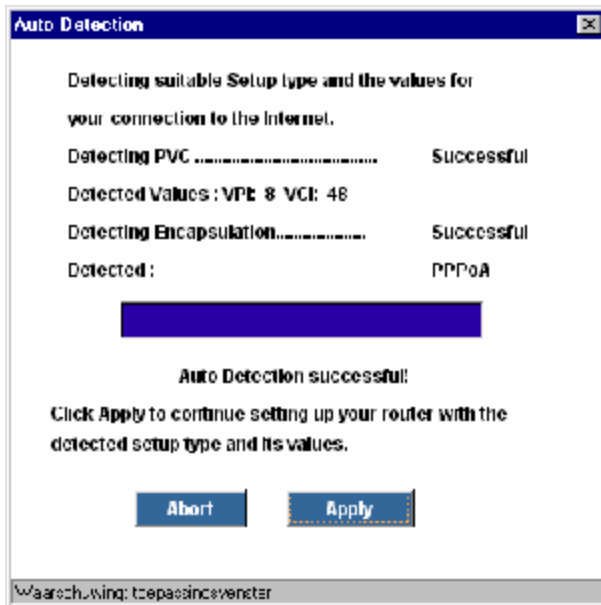 Auto Detection
Detecting suitable Setup type and the values for
your connection to the Internet.
Detecting PVC ............................................. Successful
Detected Values : VPI: 8 VCI: 48
Detecting Encapsulation...................... Successful
Detected : PPPoA
Auto Detection successful!
Click Apply to continue setting up your router with the
detected setup type and its values.
Abort Apply
Waarschuwing: toepassingsvenster